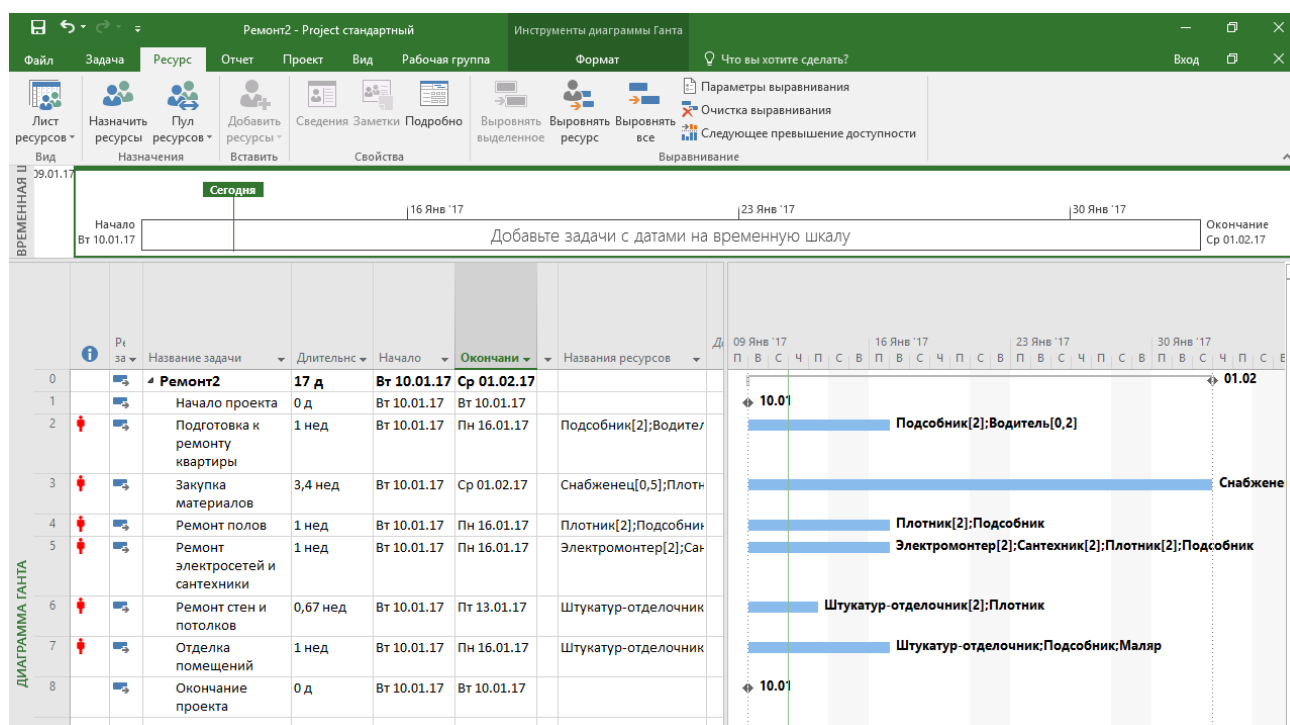 Ремонт2 - Project стандартный
Инструменты диаграммы Ганта
Файл Задача Ресурс Отчет Проект Вид Рабочая группа Формат Что вы хотите сделать? Вход
Лист ресурсов
Назначить ресурсы
Пул ресурсов
Добавить ресурсы
Сведения Заметки Подробно
Выровнять выделенное
Выровнять ресурс
Выровнять все
Параметры выравнивания
Очистка выравнивания
Следующее превышение доступности
Вид Назначения Вставить Свойства Выравнивание
ВРЕМЕННАЯ
09.01.17
Сегодня
16 Янв '17 23 Янв '17 30 Янв '17
Начало
Вт 10.01.17
Добавьте задачи с датами на временную шкалу
Окончание
Ср 01.02.17
за Название задачи Длительнс Начало Окончани Названия ресурсов
09 Янв '17 16 Янв '17 23 Янв '17 30 Янв '17
П В С Ч П С В П В С Ч П С В П В С Ч П С В П В С Ч П С В
ДИАГРАММА ГАНТА
0 Ремонт2 17 д Вт 10.01.17 Ср 01.02.17 01.02
1 Начало проекта 0 д Вт 10.01.17 Вт 10.01.17 10.01
2 Подготовка к ремонту квартиры 1 нед Вт 10.01.17 Пн 16.01.17 Подсобник[2];Водител Подсобник[2];Водитель[0,2]
3 Закупка материалов 3,4 нед Вт 10.01.17 Ср 01.02.17 Снабженец[0,5];Плотн Снабжене
4 Ремонт полов 1 нед Вт 10.01.17 Пн 16.01.17 Плотник[2];Подсобник Плотник[2];Подсобник
5 Ремонт электросетей и сантехники 1 нед Вт 10.01.17 Пн 16.01.17 Электромонтер[2];Сан Электромонтер[2];Сантехник[2];Плотник[2];Подсобник
6 Ремонт стен и потолков 0,67 нед Вт 10.01.17 Пт 13.01.17 Штукатур-отделочник Штукатур-отделочник[2];Плотник
7 Отделка помещений 1 нед Вт 10.01.17 Пн 16.01.17 Штукатур-отделочник Штукатур-отделочник;Подсобник;Маляр
8 Окончание проекта 0 д Вт 10.01.17 Вт 10.01.17 10.01